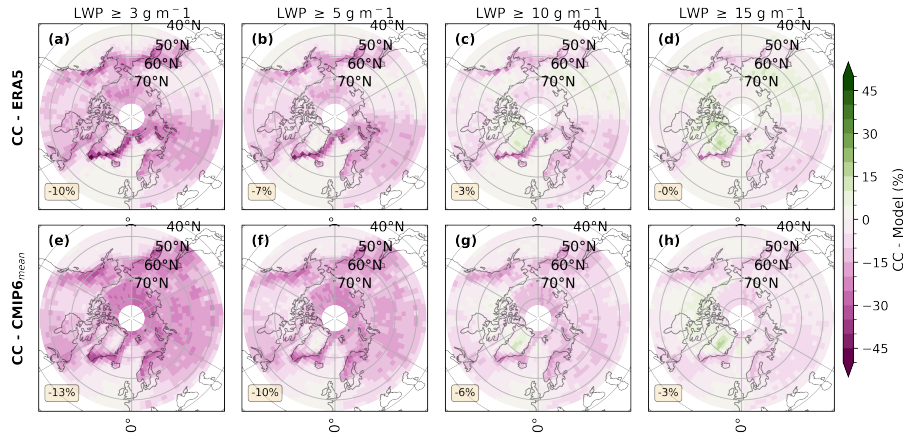 LWP ≥ 3 g m⁻¹
LWP ≥ 5 g m⁻¹
LWP ≥ 10 g m⁻¹
LWP ≥ 15 g m⁻¹
CC - ERA5
(a)
40°N
50°N
60°N
70°N
-10%
(b)
40°N
50°N
60°N
70°N
-7%
(c)
40°N
50°N
60°N
70°N
-3%
(d)
40°N
50°N
60°N
70°N
-0%
0°
0°
0°
0°
CC - CMIP6mean
(e)
40°N
50°N
60°N
70°N
-13%
(f)
40°N
50°N
60°N
70°N
-10%
(g)
40°N
50°N
60°N
70°N
-6%
(h)
40°N
50°N
60°N
70°N
-3%
0°
0°
0°
0°
45
30
15
0
−15
−30
−45
CC - Model (%)